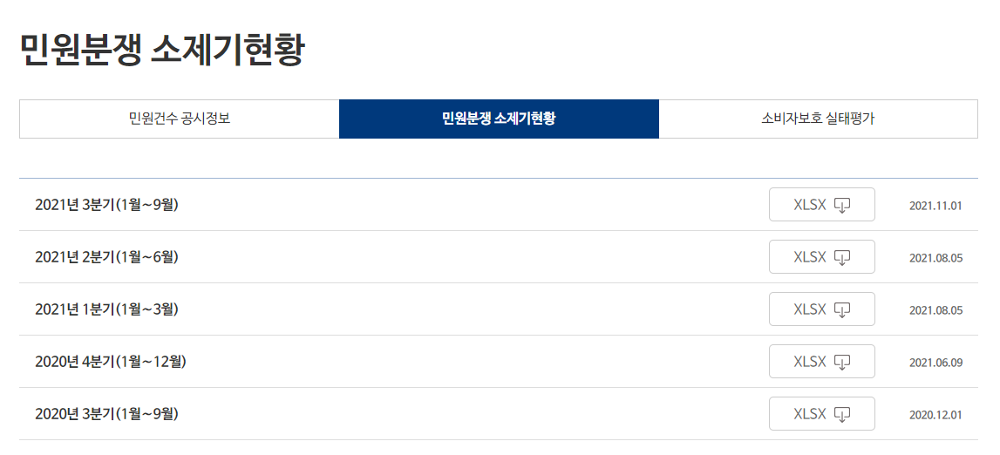 민원분쟁 소제기현황
민원건수 공시정보 민원분쟁 소제기현황 소비자보호 실태평가
2021년 3분기(1월~9월) XLSX 2021.11.01
2021년 2분기(1월~6월) XLSX 2021.08.05
2021년 1분기(1월~3월) XLSX 2021.08.05
2020년 4분기(1월~12월) XLSX 2021.06.09
2020년 3분기(1월~9월) XLSX 2020.12.01